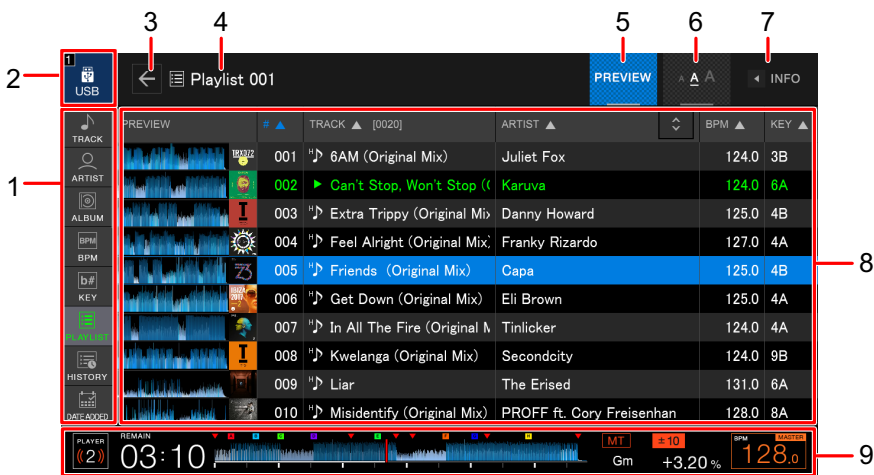 3 4 5 6 7
2 1 USB Playlist 001 PREVIEW A A A INFO
1 TRACK ARTIST ALBUM BPM BPM b# KEY PLAYLIST HISTORY DATE ADDED
PREVIEW # ▲ TRACK ▲ [0020] ARTIST ▲ BPM ▲ KEY ▲
001 6AM (Original Mix) Juliet Fox 124.0 3B
002 Can't Stop, Won't Stop (( Karuva 124.0 6A
003 Extra Trippy (Original Mix Danny Howard 125.0 4B
004 Feel Alright (Original Mix) Franky Rizardo 127.0 4A
005 Friends (Original Mix) Capa 125.0 4B
006 Get Down (Original Mix) Eli Brown 125.0 4A
007 In All The Fire (Original M Tinlicker 124.0 4A
008 Kwelanga (Original Mix) Secondcity 124.0 9B
009 Liar The Erised 131.0 6A
010 Misidentify (Original Mix) PROFF ft. Cory Freisenhan 128.0 8A
8
PLAYER 2 REMAIN 03:10 MT ±10 Gm +3.20 % BPM MASTER 128.0
9